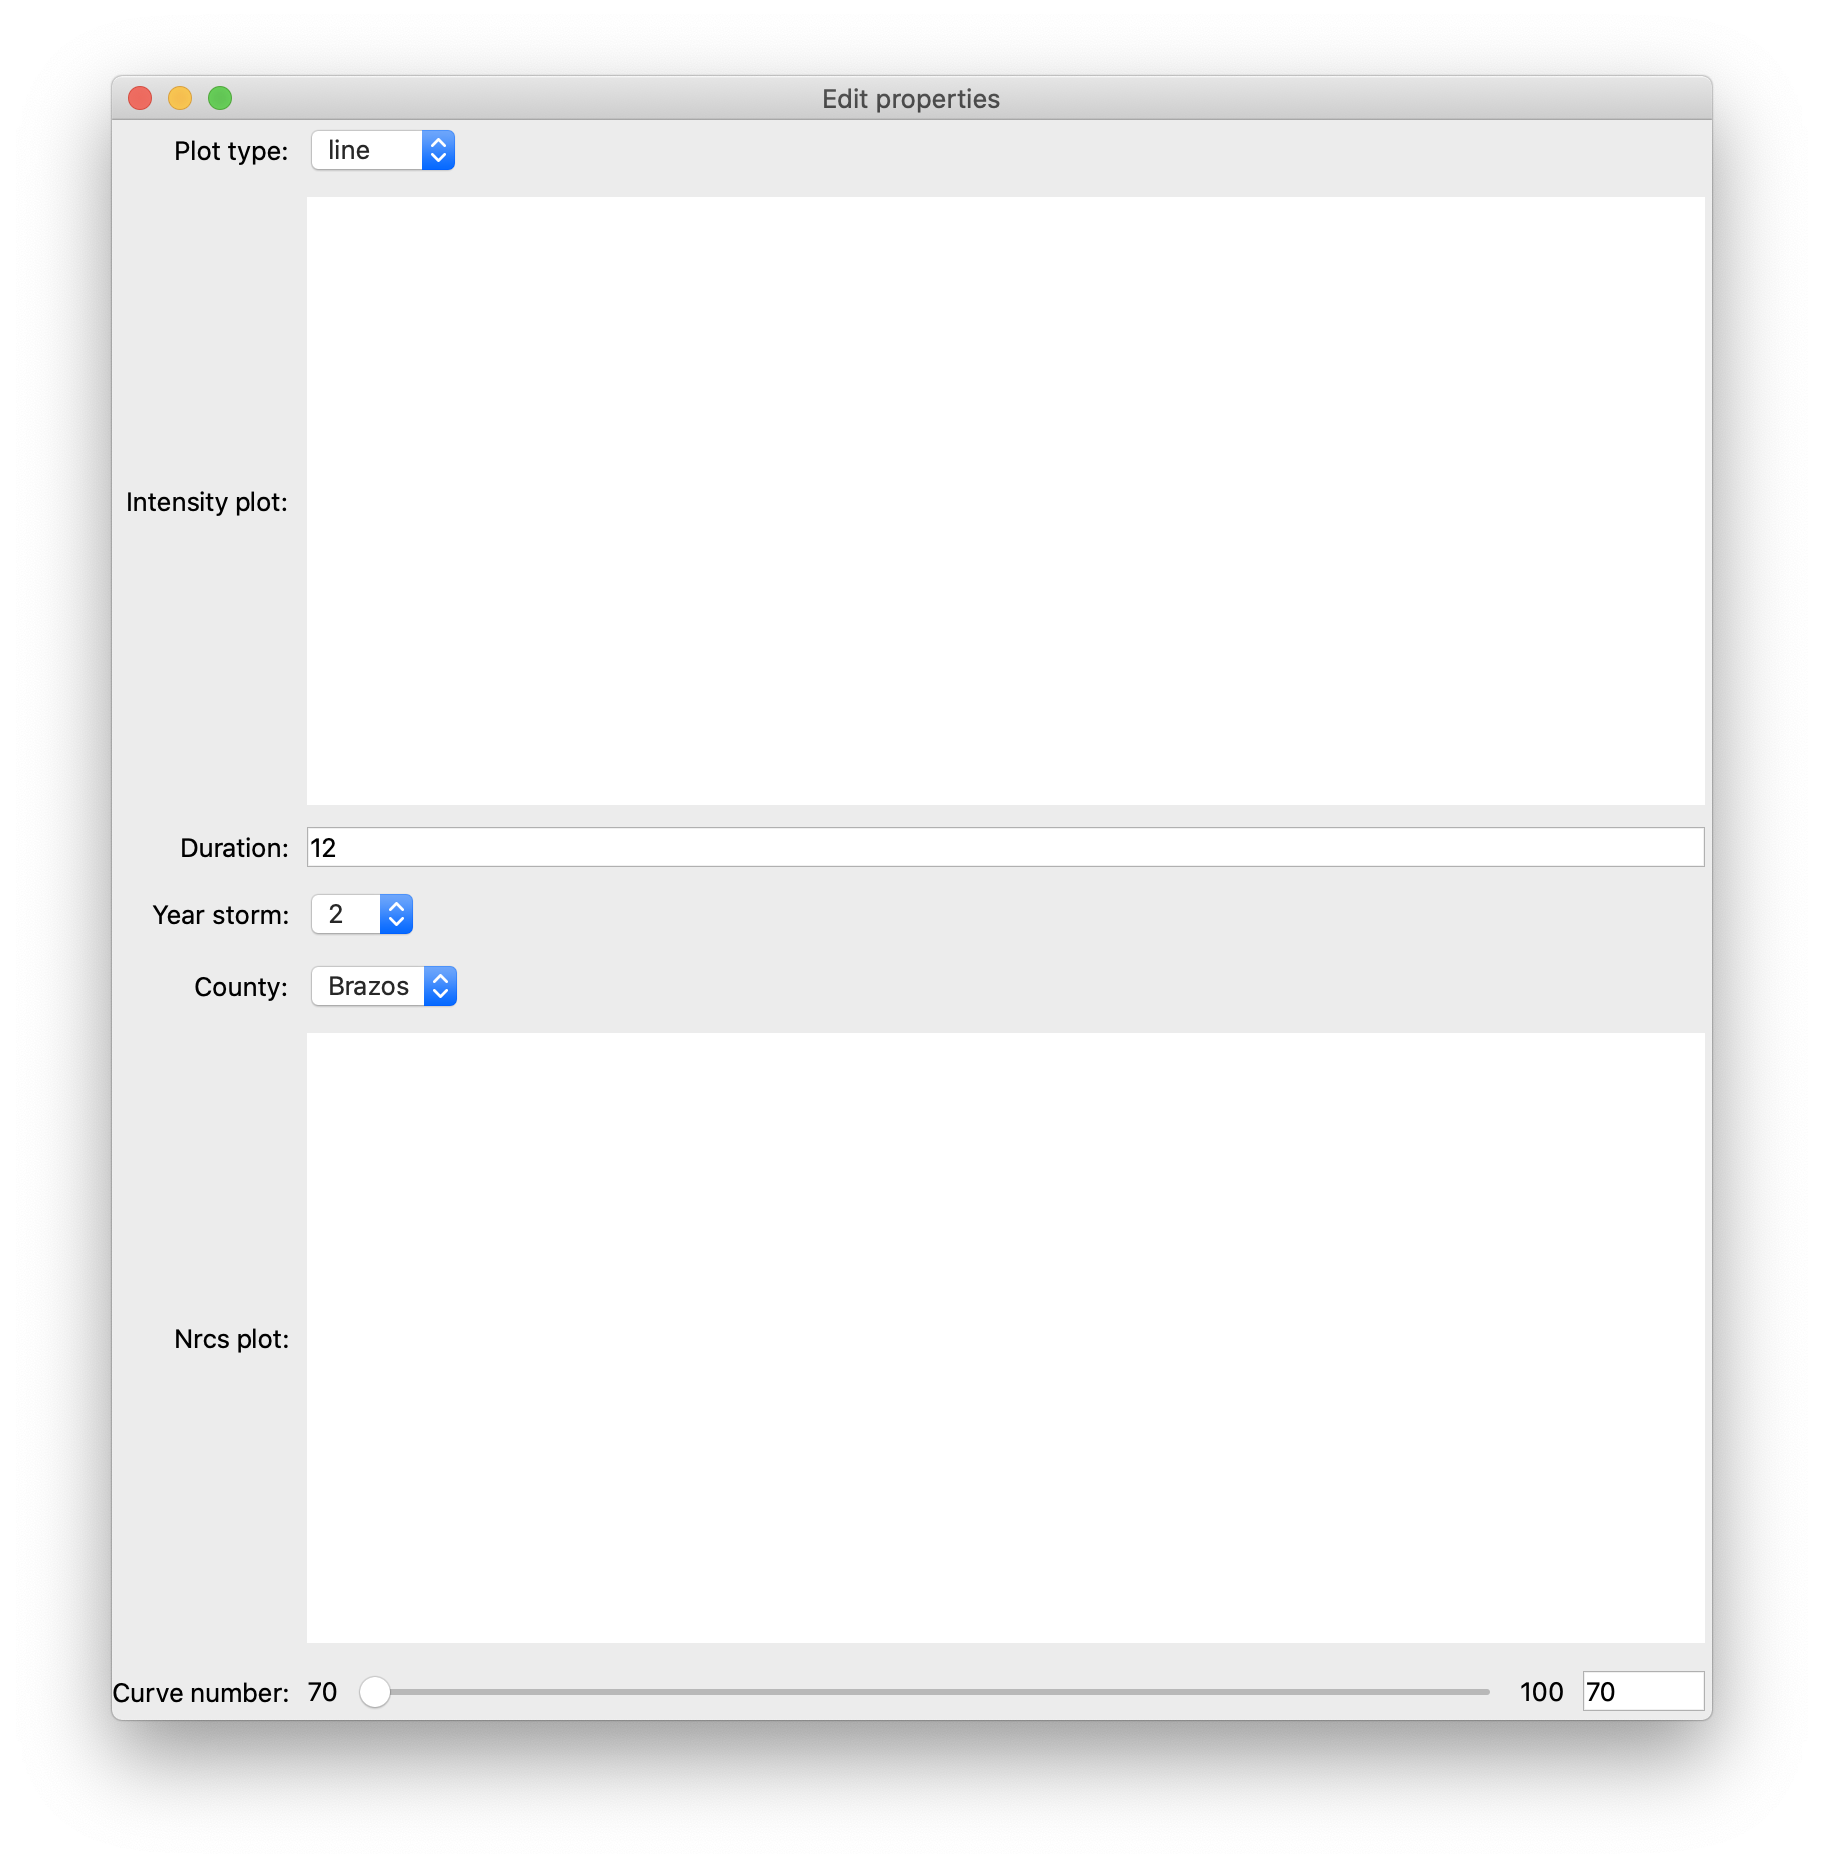 Edit properties
Plot type: line
Intensity plot:
Duration: 12
Year storm: 2
County: Brazos
Nrcs plot:
Curve number: 70 100 70